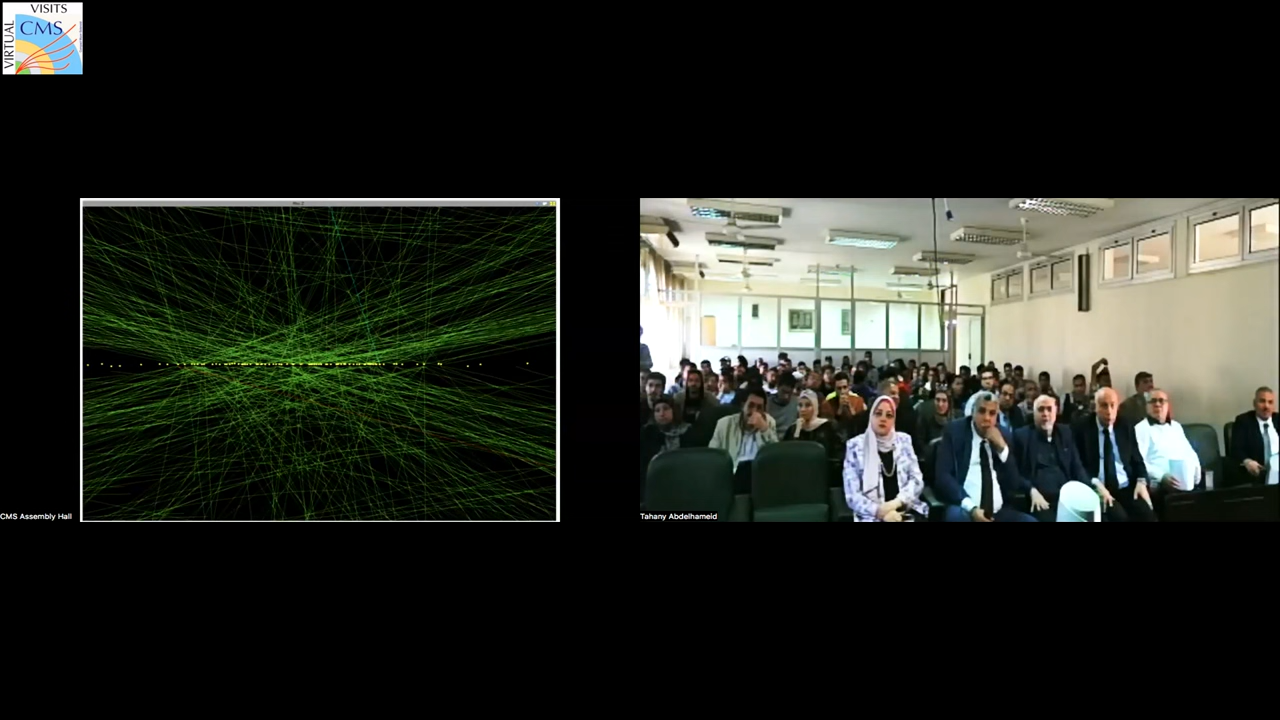 VISITS
CMS
VIRTUAL
CMS Assembly Hall
Tahany Abdelhameid